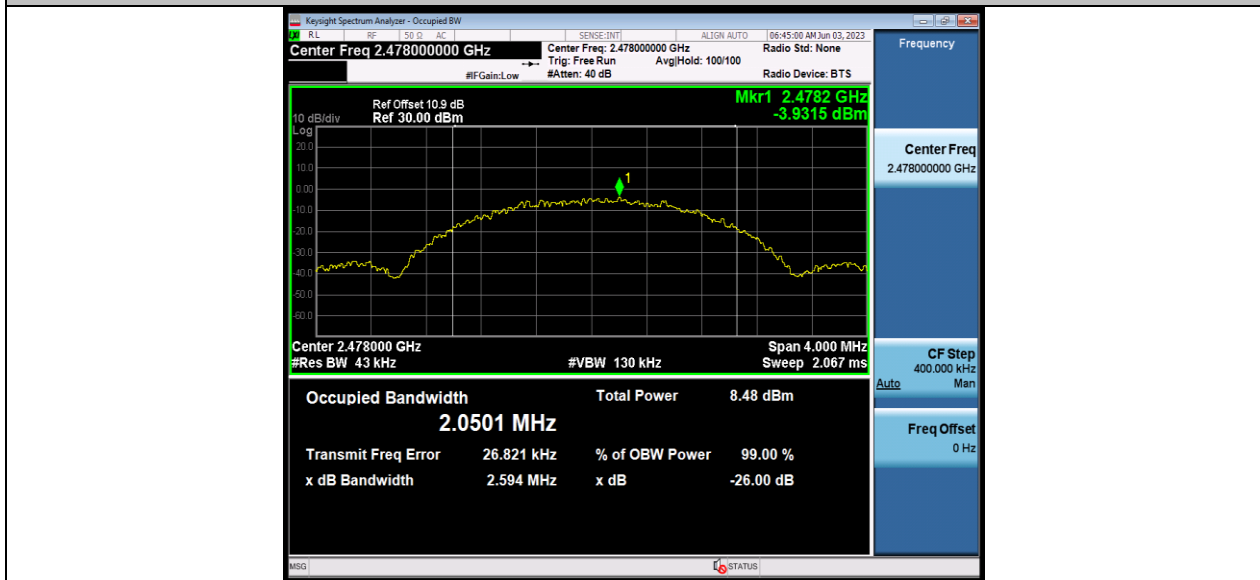 Keysight Spectrum Analyzer - Occupied BW
RL RF 50 Ω AC SENSE:INT ALIGN AUTO 06:45:00 AM Jun 03, 2023
Center Freq 2.478000000 GHz
Center Freq: 2.478000000 GHz
Radio Std: None
Trig: Free Run Avg|Hold: 100/100
#IFGain:Low
#Atten: 40 dB
Radio Device: BTS
Frequency
Mkr1 2.4782 GHz
-3.9315 dBm
Ref Offset 10.9 dB
10 dB/div Ref 30.00 dBm
Log
20.0
10.0
0.00
-10.0
-20.0
-30.0
-40.0
-50.0
-60.0
1
Center 2.478000 GHz
Span 4.000 MHz
#Res BW 43 kHz
#VBW 130 kHz
Sweep 2.067 ms
Center Freq
2.478000000 GHz
CF Step
400.000 kHz
Auto Man
Freq Offset
0 Hz
Occupied Bandwidth
2.0501 MHz
Total Power 8.48 dBm
Transmit Freq Error 26.821 kHz
% of OBW Power 99.00 %
x dB Bandwidth 2.594 MHz
x dB -26.00 dB
MSG
STATUS